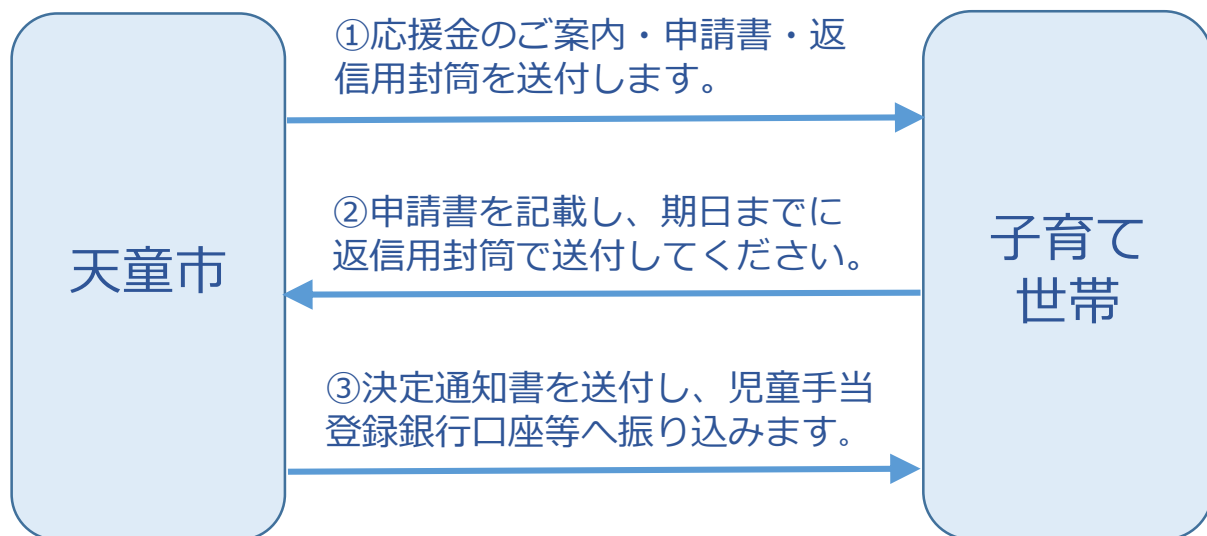 ①応援金のご案内・申請書・返
信用封筒を送付します。
天童市
②申請書を記載し、期日までに
返信用封筒で送付してください。
子育て
世帯
③決定通知書を送付し、児童手当
登録銀行口座等へ振り込みます。